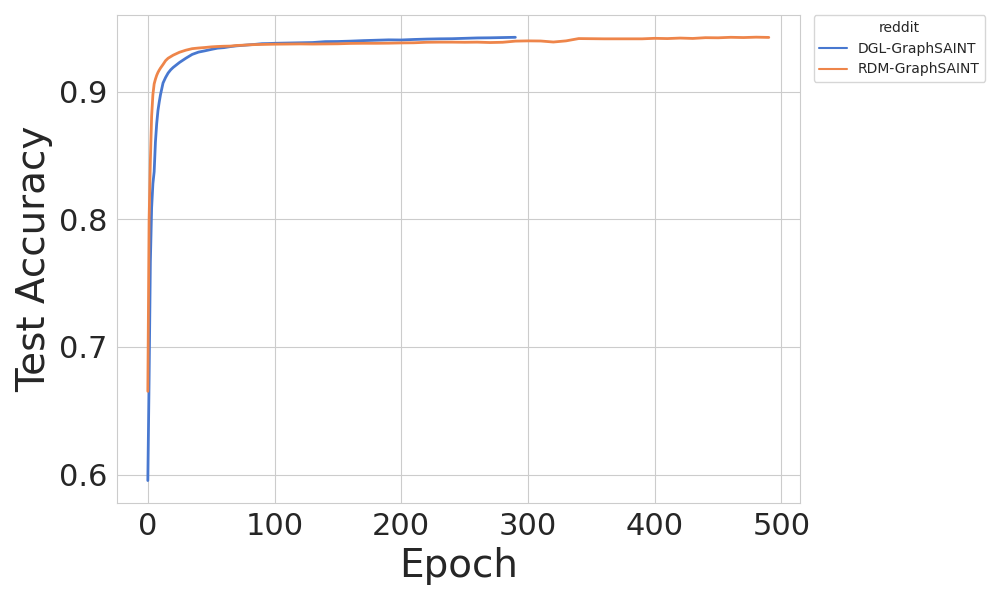 reddit
DGL-GraphSAINT
RDM-GraphSAINT
Test Accuracy
0.9
0.8
0.7
0.6
0 100 200 300 400 500
Epoch